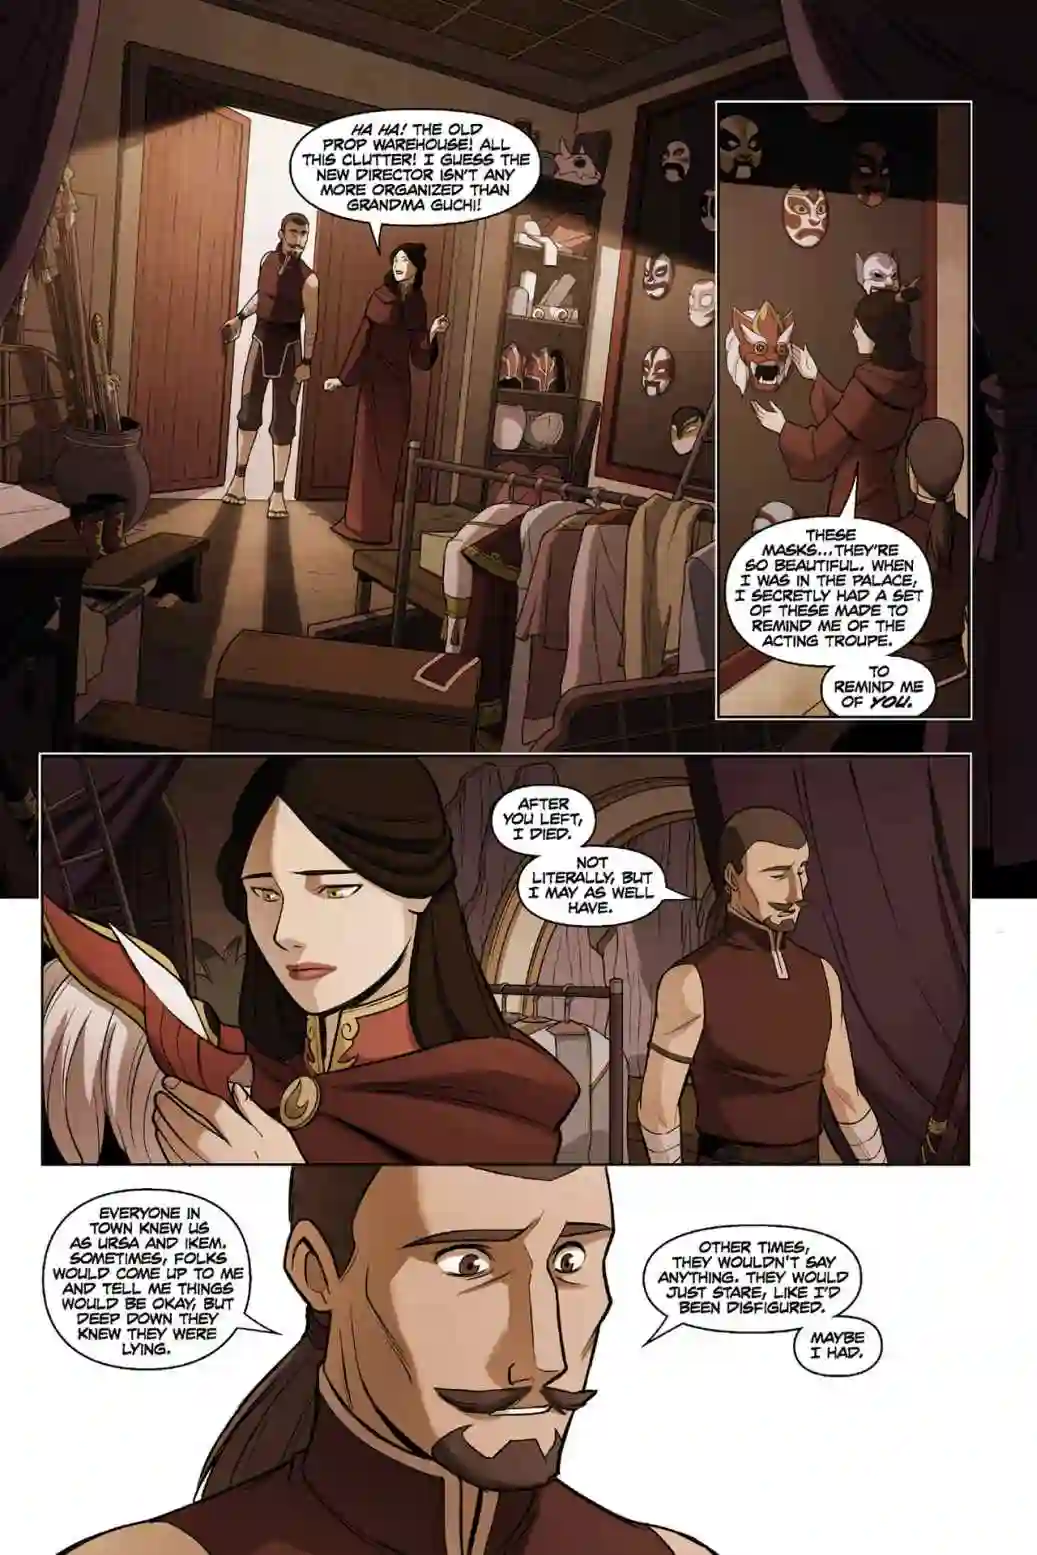 HA HA! THE OLD
PROP WAREHOUSE! ALL
THIS CLUTTER! I GUESS THE
NEW DIRECTOR ISN'T ANY
MORE ORGANIZED THAN
GRANDMA GUCHI!
THESE
MASKS...THEY'RE
SO BEAUTIFUL. WHEN
I WAS IN THE PALACE,
I SECRETLY HAD A SET
OF THESE MADE TO
REMIND ME OF THE
ACTING TROUPE.
TO
REMIND ME
OF YOU.
AFTER
YOU LEFT,
I DIED.
NOT
LITERALLY, BUT
I MAY AS WELL
HAVE.
EVERYONE IN
TOWN KNEW US
AS URSA AND IKEM.
SOMETIMES, FOLKS
WOULD COME UP TO ME
AND TELL ME THINGS
WOULD BE OKAY, BUT
DEEP DOWN THEY
KNEW THEY WERE
LYING.
OTHER TIMES,
THEY WOULDN'T SAY
ANYTHING. THEY WOULD
JUST STARE, LIKE I'D
BEEN DISFIGURED.
MAYBE
I HAD.